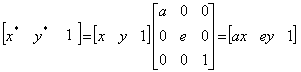 [x* y* 1] = [x y 1] [a 0 0
0 e 0
0 0 1] = [ax ey 1]